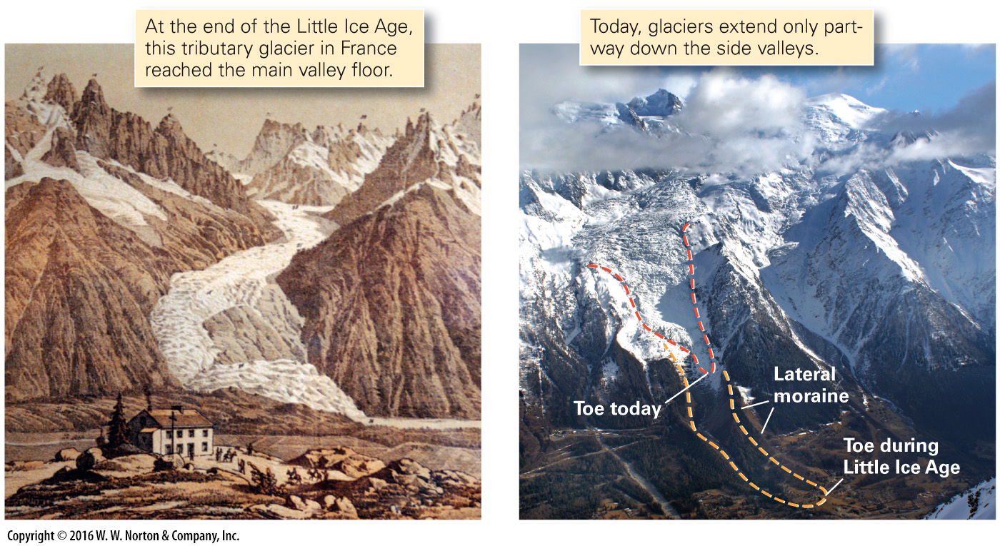 At the end of the Little Ice Age,
this tributary glacier in France
reached the main valley floor.
Today, glaciers extend only part-
way down the side valleys.
Toe today
Lateral
moraine
Toe during
Little Ice Age
Copyright © 2016 W. W. Norton & Company, Inc.